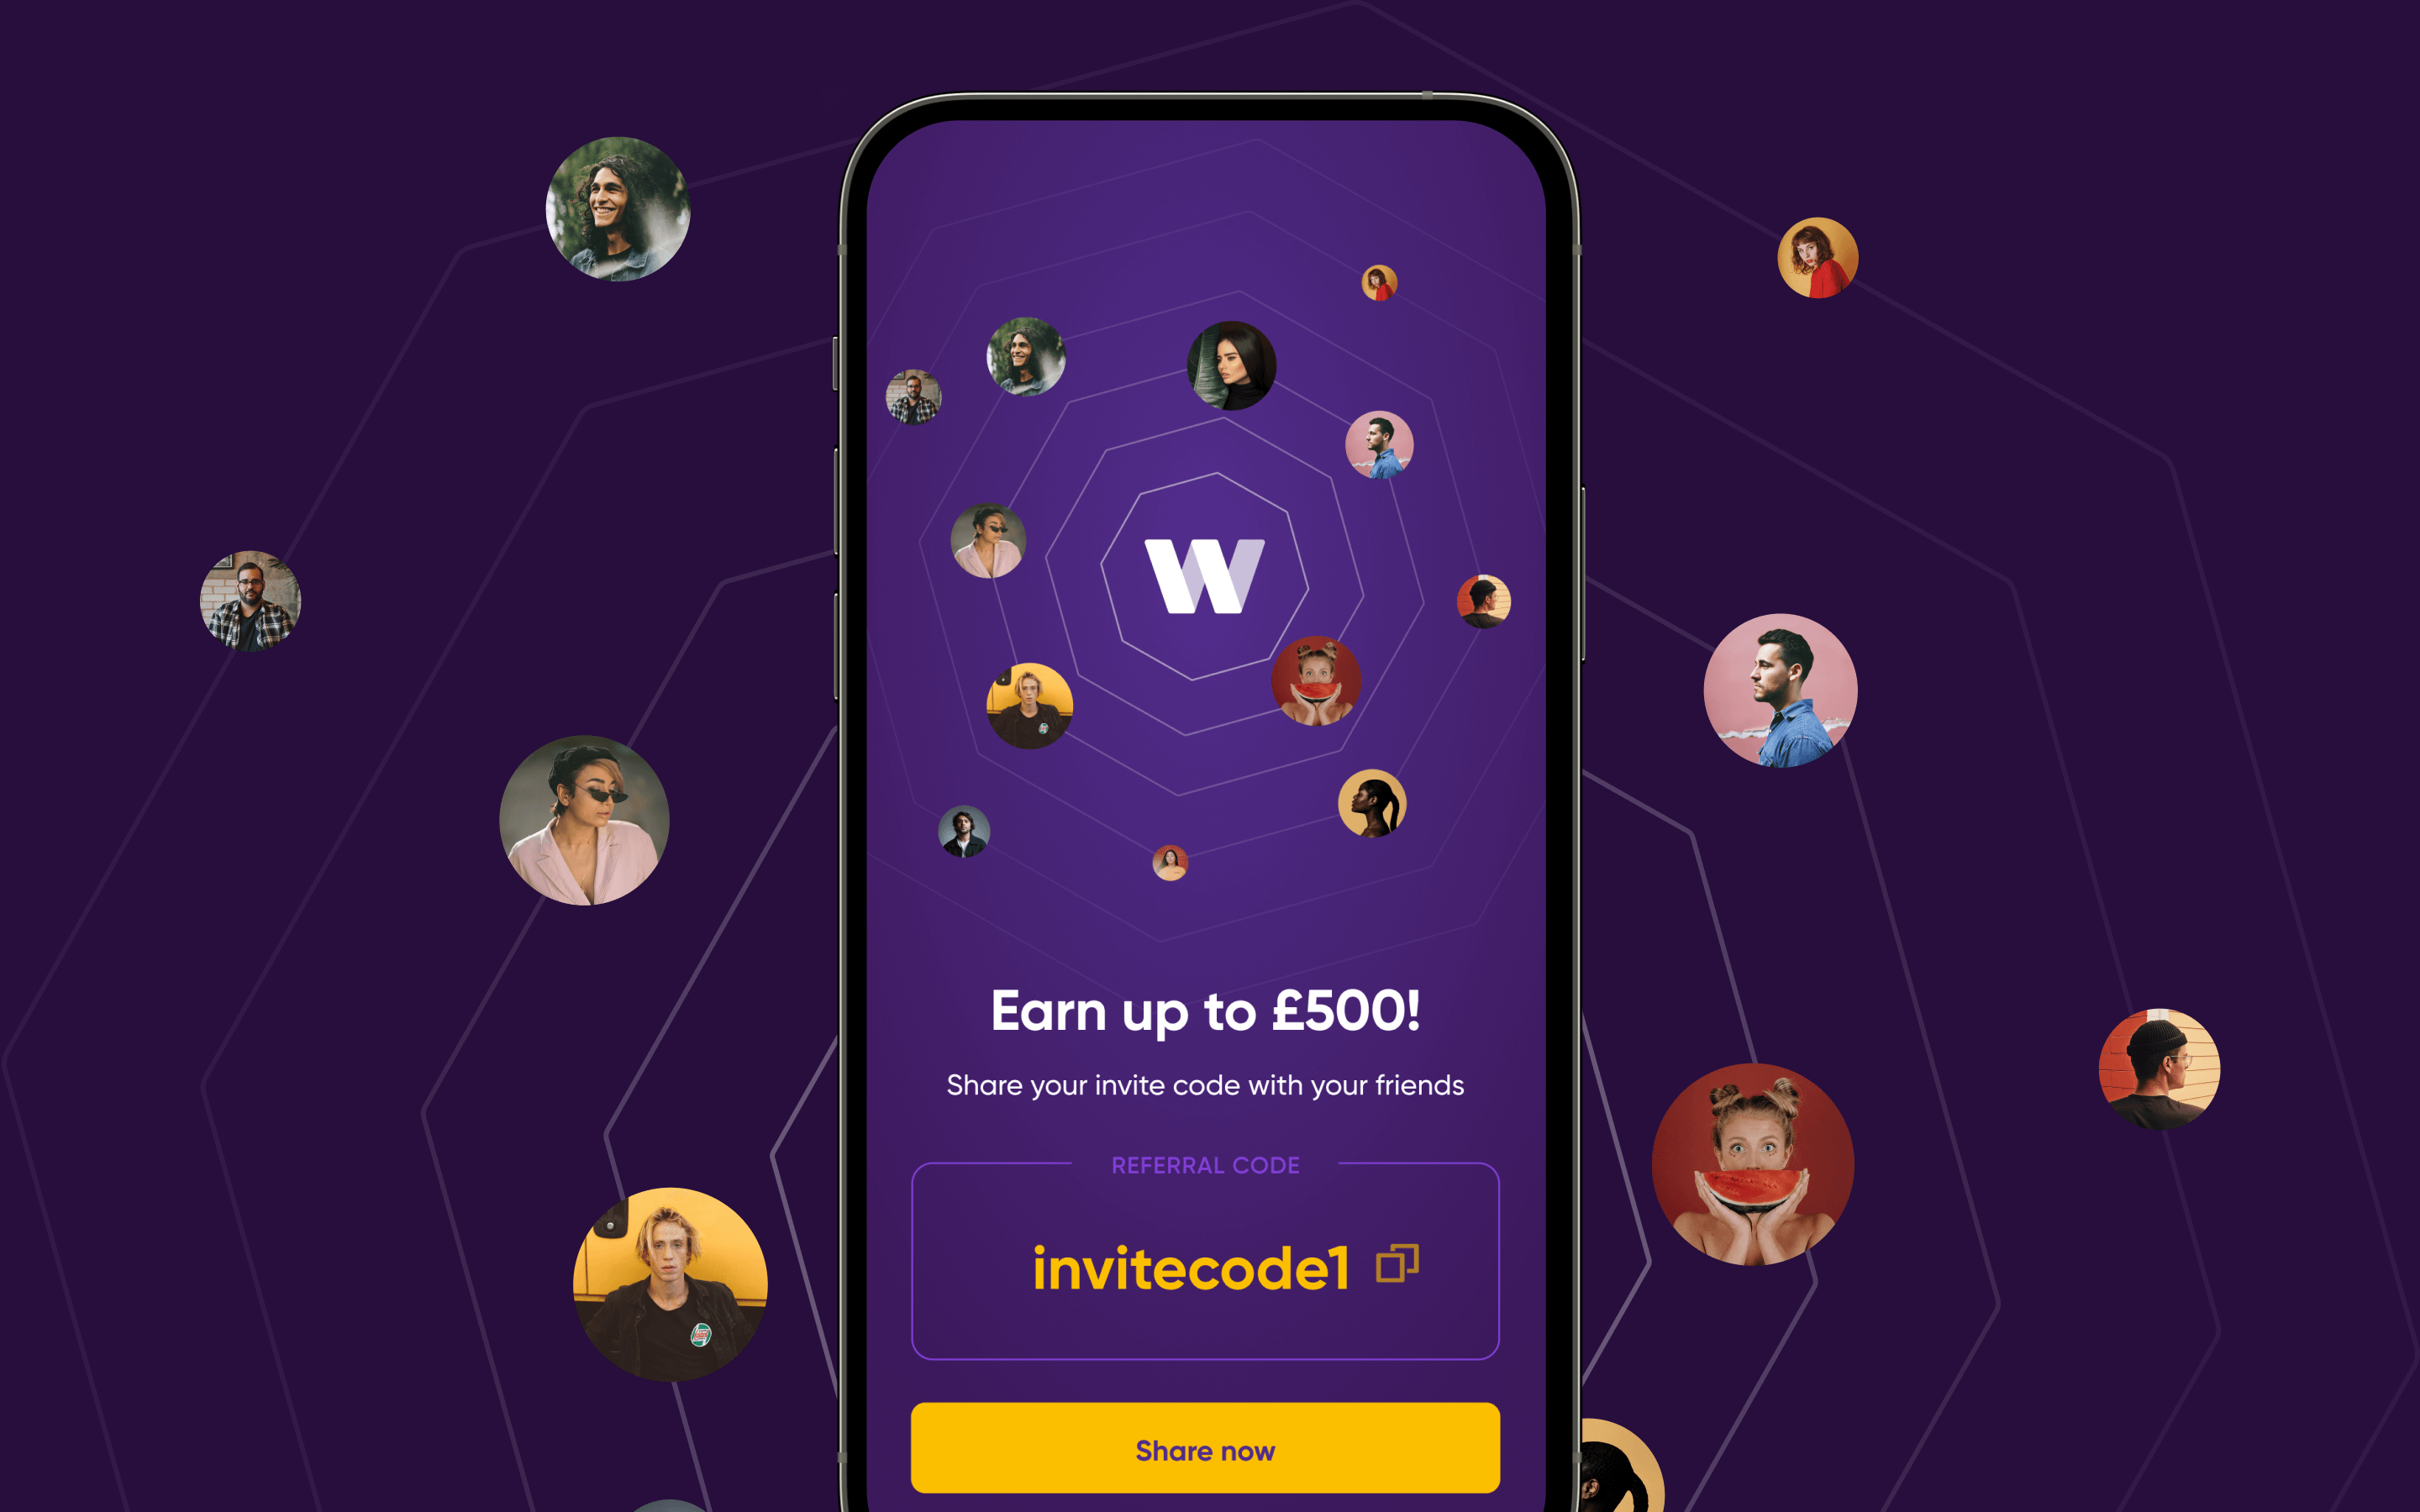 W
Earn up to £500!
Share your invite code with your friends
REFERRAL CODE
invitecode1
Share now